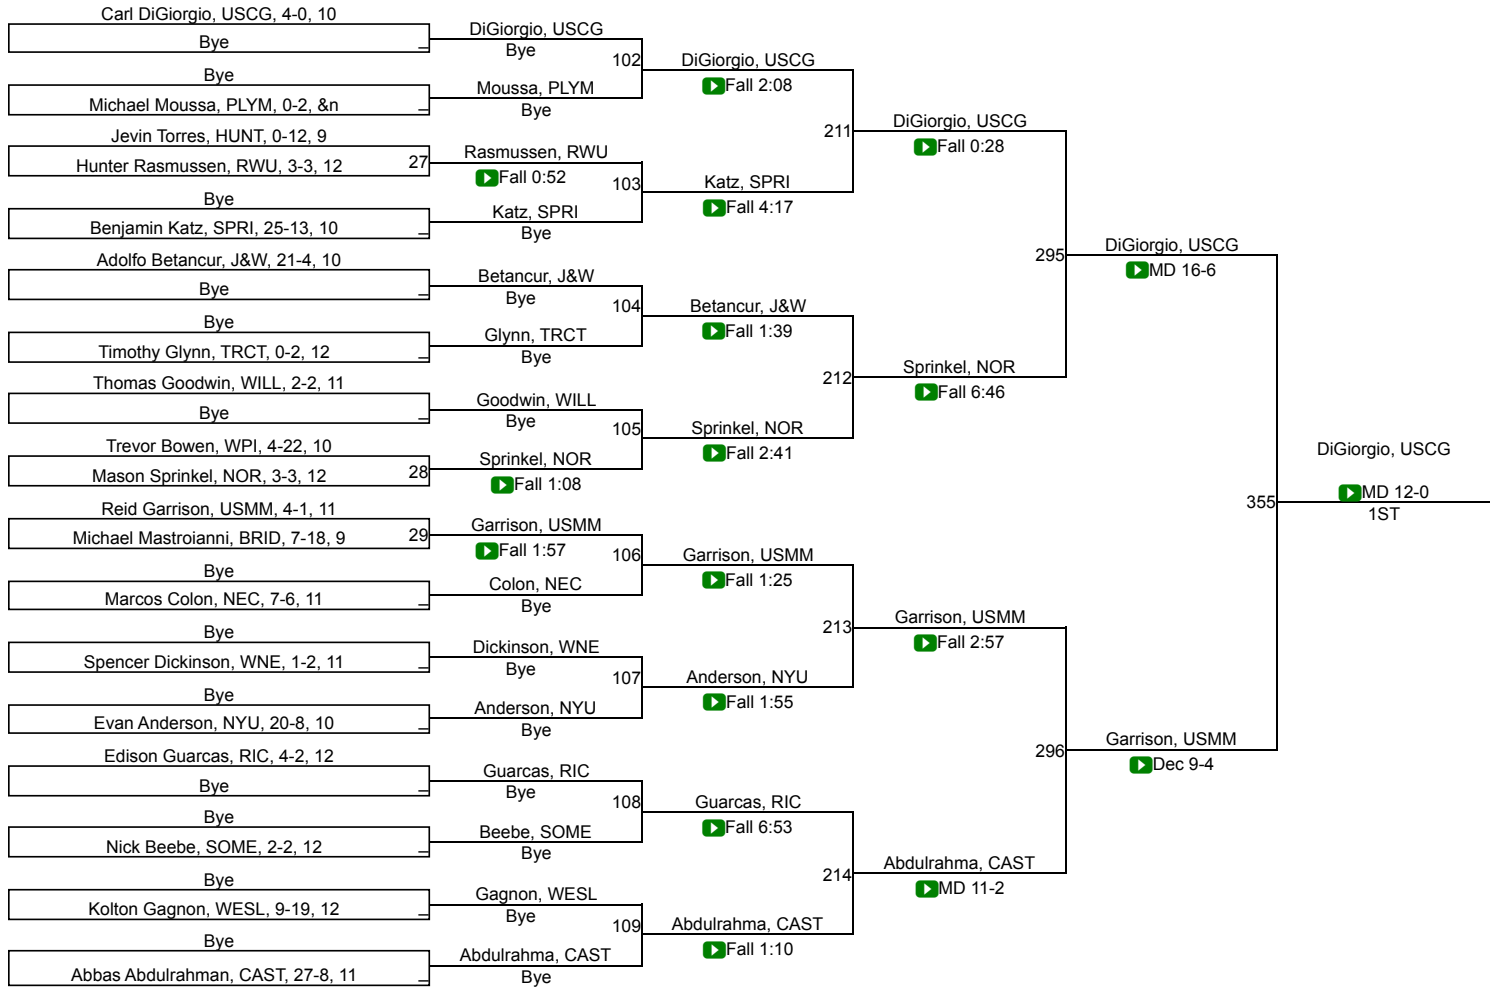 Carl DiGiorgio, USCG, 4-0, 10
Bye
Bye
Michael Moussa, PLYM, 0-2, &n
Jevin Torres, HUNT, 0-12, 9
Hunter Rasmussen, RWU, 3-3, 12
27
Bye
Benjamin Katz, SPRI, 25-13, 10
Adolfo Betancur, J&W, 21-4, 10
Bye
Bye
Timothy Glynn, TRCT, 0-2, 12
Thomas Goodwin, WILL, 2-2, 11
Bye
Trevor Bowen, WPI, 4-22, 10
Mason Sprinkel, NOR, 3-3, 12
28
Reid Garrison, USMM, 4-1, 11
Michael Mastroianni, BRID, 7-18, 9
29
Bye
Marcos Colon, NEC, 7-6, 11
Bye
Spencer Dickinson, WNE, 1-2, 11
Bye
Evan Anderson, NYU, 20-8, 10
Edison Guarcas, RIC, 4-2, 12
Bye
Bye
Nick Beebe, SOME, 2-2, 12
Bye
Kolton Gagnon, WESL, 9-19, 12
Bye
Abbas Abdulrahman, CAST, 27-8, 11
DiGiorgio, USCG
Bye
102
Moussa, PLYM
Bye
Rasmussen, RWU
Fall 0:52
103
Katz, SPRI
Bye
Betancur, J&W
Bye
104
Glynn, TRCT
Bye
Goodwin, WILL
Bye
105
Sprinkel, NOR
Fall 1:08
Garrison, USMM
Fall 1:57
106
Colon, NEC
Bye
Dickinson, WNE
Bye
107
Anderson, NYU
Bye
Guarcas, RIC
Bye
108
Beebe, SOME
Bye
Gagnon, WESL
Bye
109
Abdulrahma, CAST
Bye
DiGiorgio, USCG
Fall 2:08
211
Katz, SPRI
Fall 4:17
Betancur, J&W
Fall 1:39
212
Sprinkel, NOR
Fall 2:41
Garrison, USMM
Fall 1:25
213
Anderson, NYU
Fall 1:55
Guarcas, RIC
Fall 6:53
214
Abdulrahma, CAST
Fall 1:10
DiGiorgio, USCG
Fall 0:28
295
Sprinkel, NOR
Fall 6:46
Garrison, USMM
Fall 2:57
296
Abdulrahma, CAST
MD 11-2
DiGiorgio, USCG
MD 16-6
355
Garrison, USMM
Dec 9-4
DiGiorgio, USCG
MD 12-0
1ST